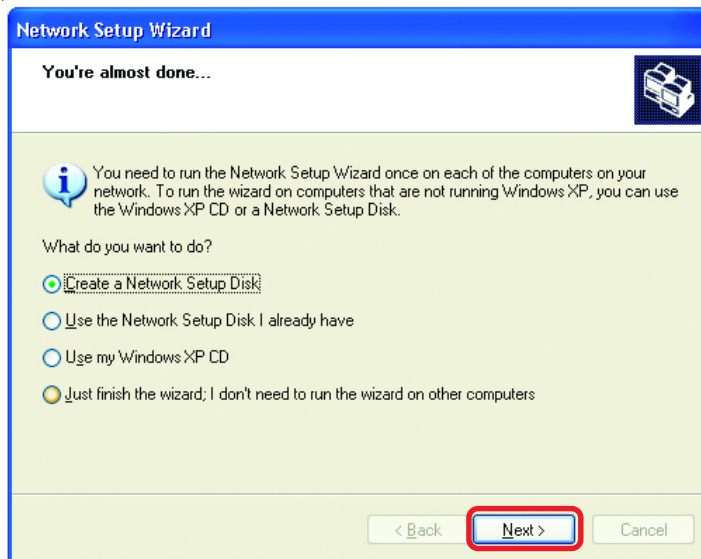 Network Setup Wizard
You're almost done...
You need to run the Network Setup Wizard once on each of the computers on your
network. To run the wizard on computers that are not running Windows XP, you can use
the Windows XP CD or a Network Setup Disk.
What do you want to do?
Create a Network Setup Disk
Use the Network Setup Disk I already have
Use my Windows XP CD
Just finish the wizard; I don't need to run the wizard on other computers
< Back Next > Cancel